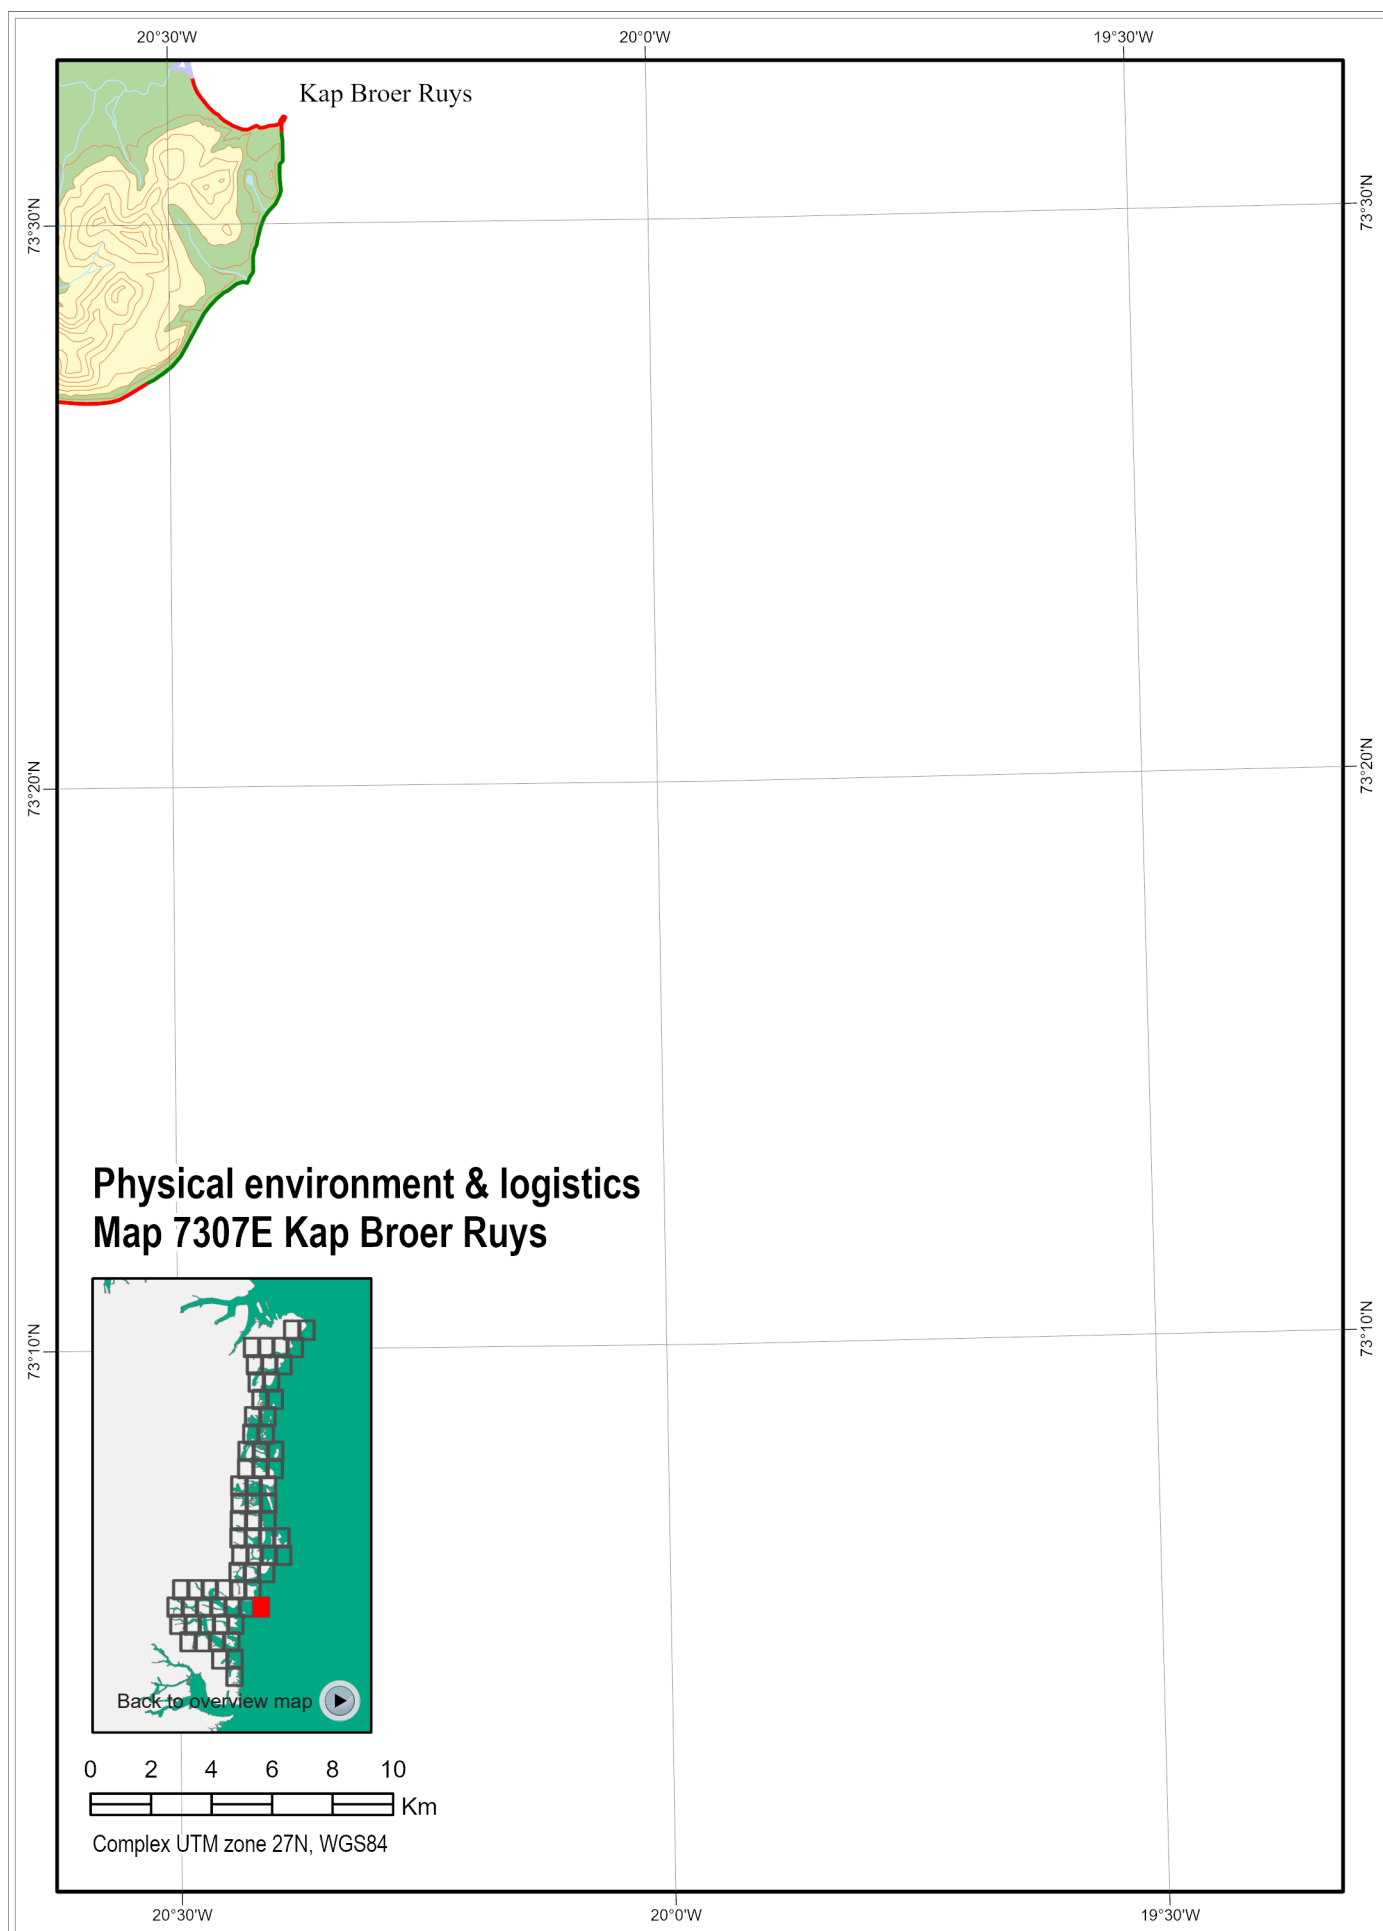 20°30'W 20°0'W 19°30'W
Kap Broer Ruys
73°30'N 73°30'N
73°20'N 73°20'N
73°10'N 73°10'N
Physical environment & logistics
Map 7307E Kap Broer Ruys
Back to overview map
0 2 4 6 8 10
Km
Complex UTM zone 27N, WGS84
20°30'W 20°0'W 19°30'W